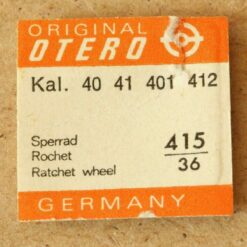 ORIGINAL
OTERO
Kal. 40 41 401 412
Sperrad
Rochet
Ratchet wheel
415
36
GERMANY